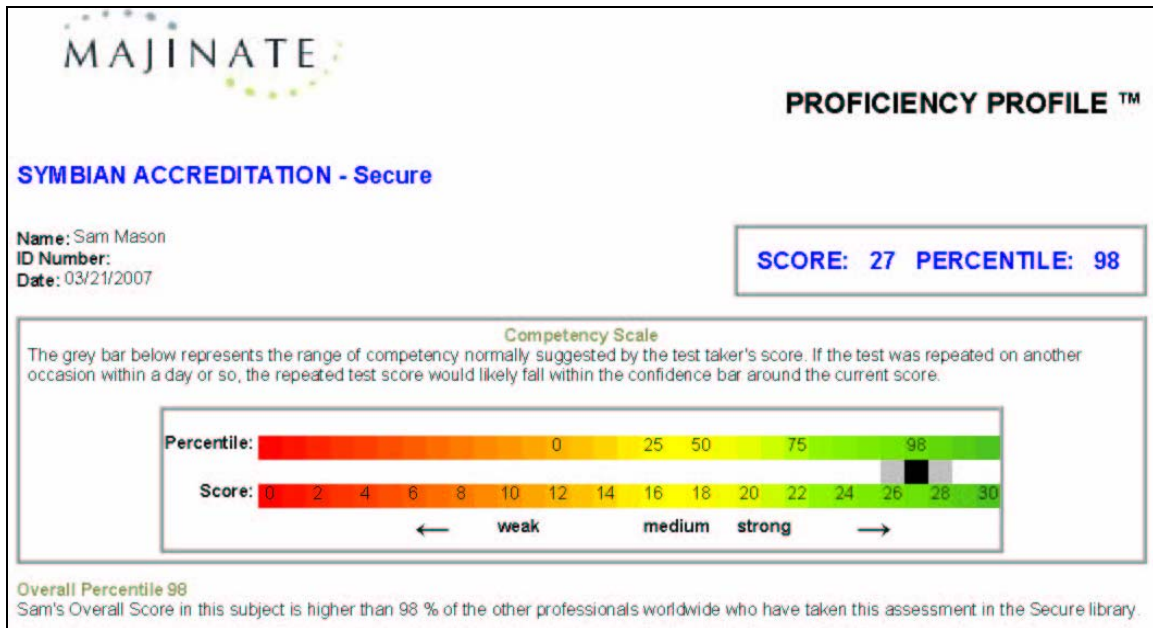 MAJINATE
PROFICIENCY PROFILE ™
SYMBIAN ACCREDITATION - Secure
Name: Sam Mason
ID Number:
Date: 03/21/2007
SCORE: 27 PERCENTILE: 98
Competency Scale
The grey bar below represents the range of competency normally suggested by the test taker's score. If the test was repeated on another
occasion within a day or so, the repeated test score would likely fall within the confidence bar around the current score.
Percentile: 0 25 50 75 98
Score: 0 2 4 6 8 10 12 14 16 18 20 22 24 26 28 30
← weak medium strong →
Overall Percentile 98
Sam's Overall Score in this subject is higher than 98 % of the other professionals worldwide who have taken this assessment in the Secure library.